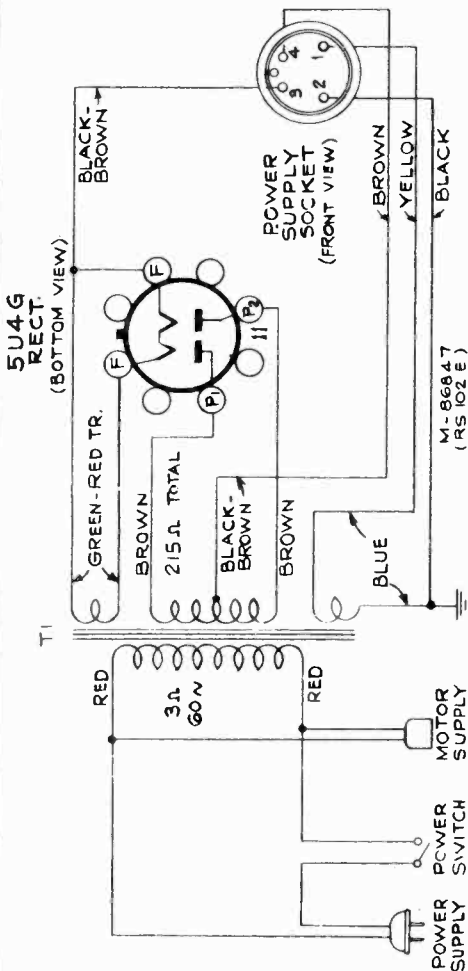 5U4G
RECT.
(BOTTOM VIEW)
BLACK-
BROWN
4
1
3
2
POWER
SUPPLY
SOCKET
(FRONT VIEW)
BROWN
YELLOW
BLACK
F
F
P1
P2
11
GREEN-RED TR.
BROWN
215Ω TOTAL
BLACK-
BROWN
BROWN
BLUE
M-86847
(RS 102 E)
T1
RED
3Ω
60~
RED
MOTOR
SUPPLY
POWER
SWITCH
POWER
SUPPLY